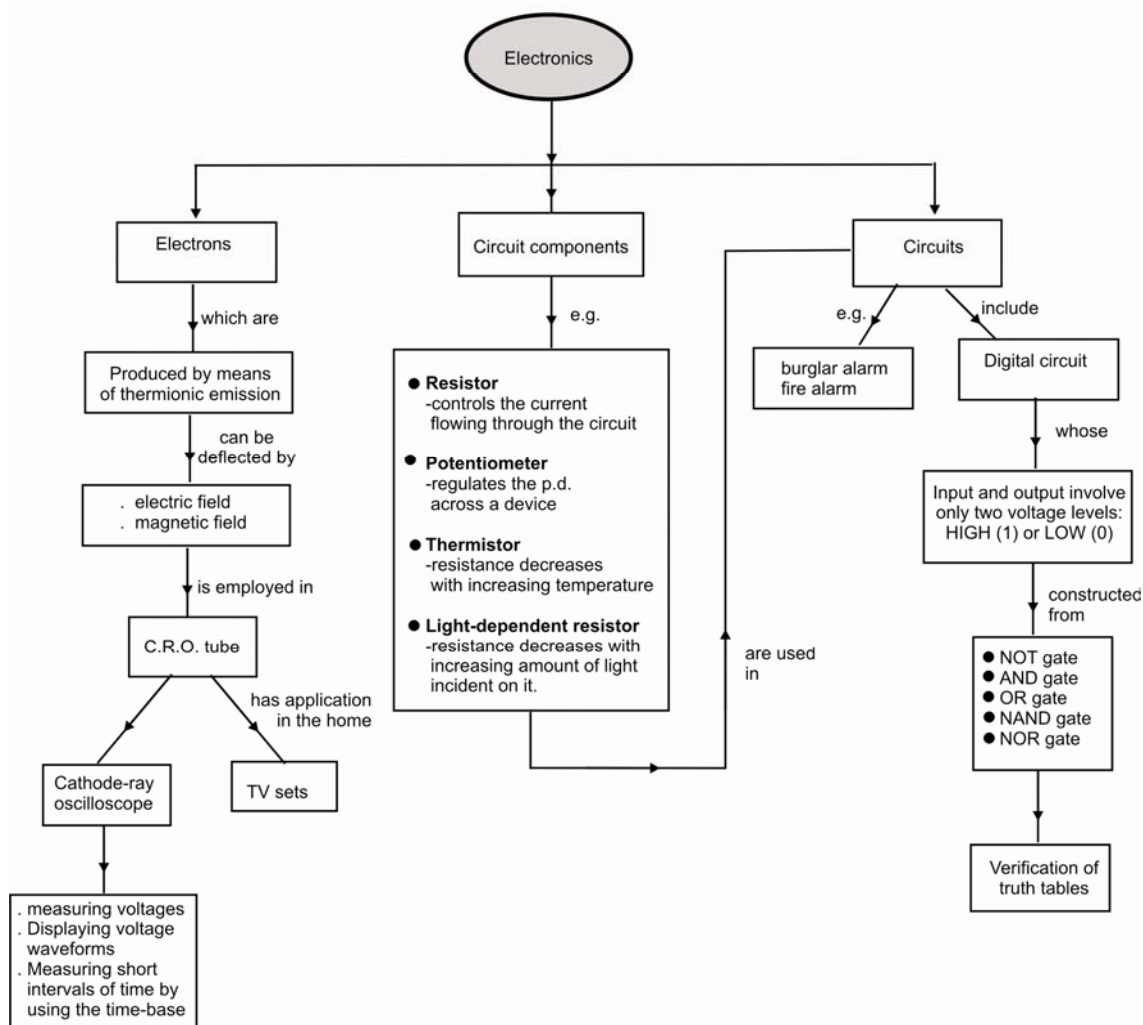 Electronics
Electrons
which are
Produced by means
of thermionic emission
can be
deflected by
. electric field
. magnetic field
is employed in
C.R.O. tube
has application
in the home
Cathode-ray
oscilloscope
TV sets
. measuring voltages
. Displaying voltage
waveforms
. Measuring short
intervals of time by
using the time-base
Circuit components
e.g.
● Resistor
-controls the current
flowing through the circuit
● Potentiometer
-regulates the p.d.
across a device
● Thermistor
-resistance decreases
with increasing temperature
● Light-dependent resistor
-resistance decreases with
increasing amount of light
incident on it.
are used
in
Circuits
e.g.
burglar alarm
fire alarm
include
Digital circuit
whose
Input and output involve
only two voltage levels:
HIGH (1) or LOW (0)
constructed
from
● NOT gate
● AND gate
● OR gate
● NAND gate
● NOR gate
Verification of
truth tables